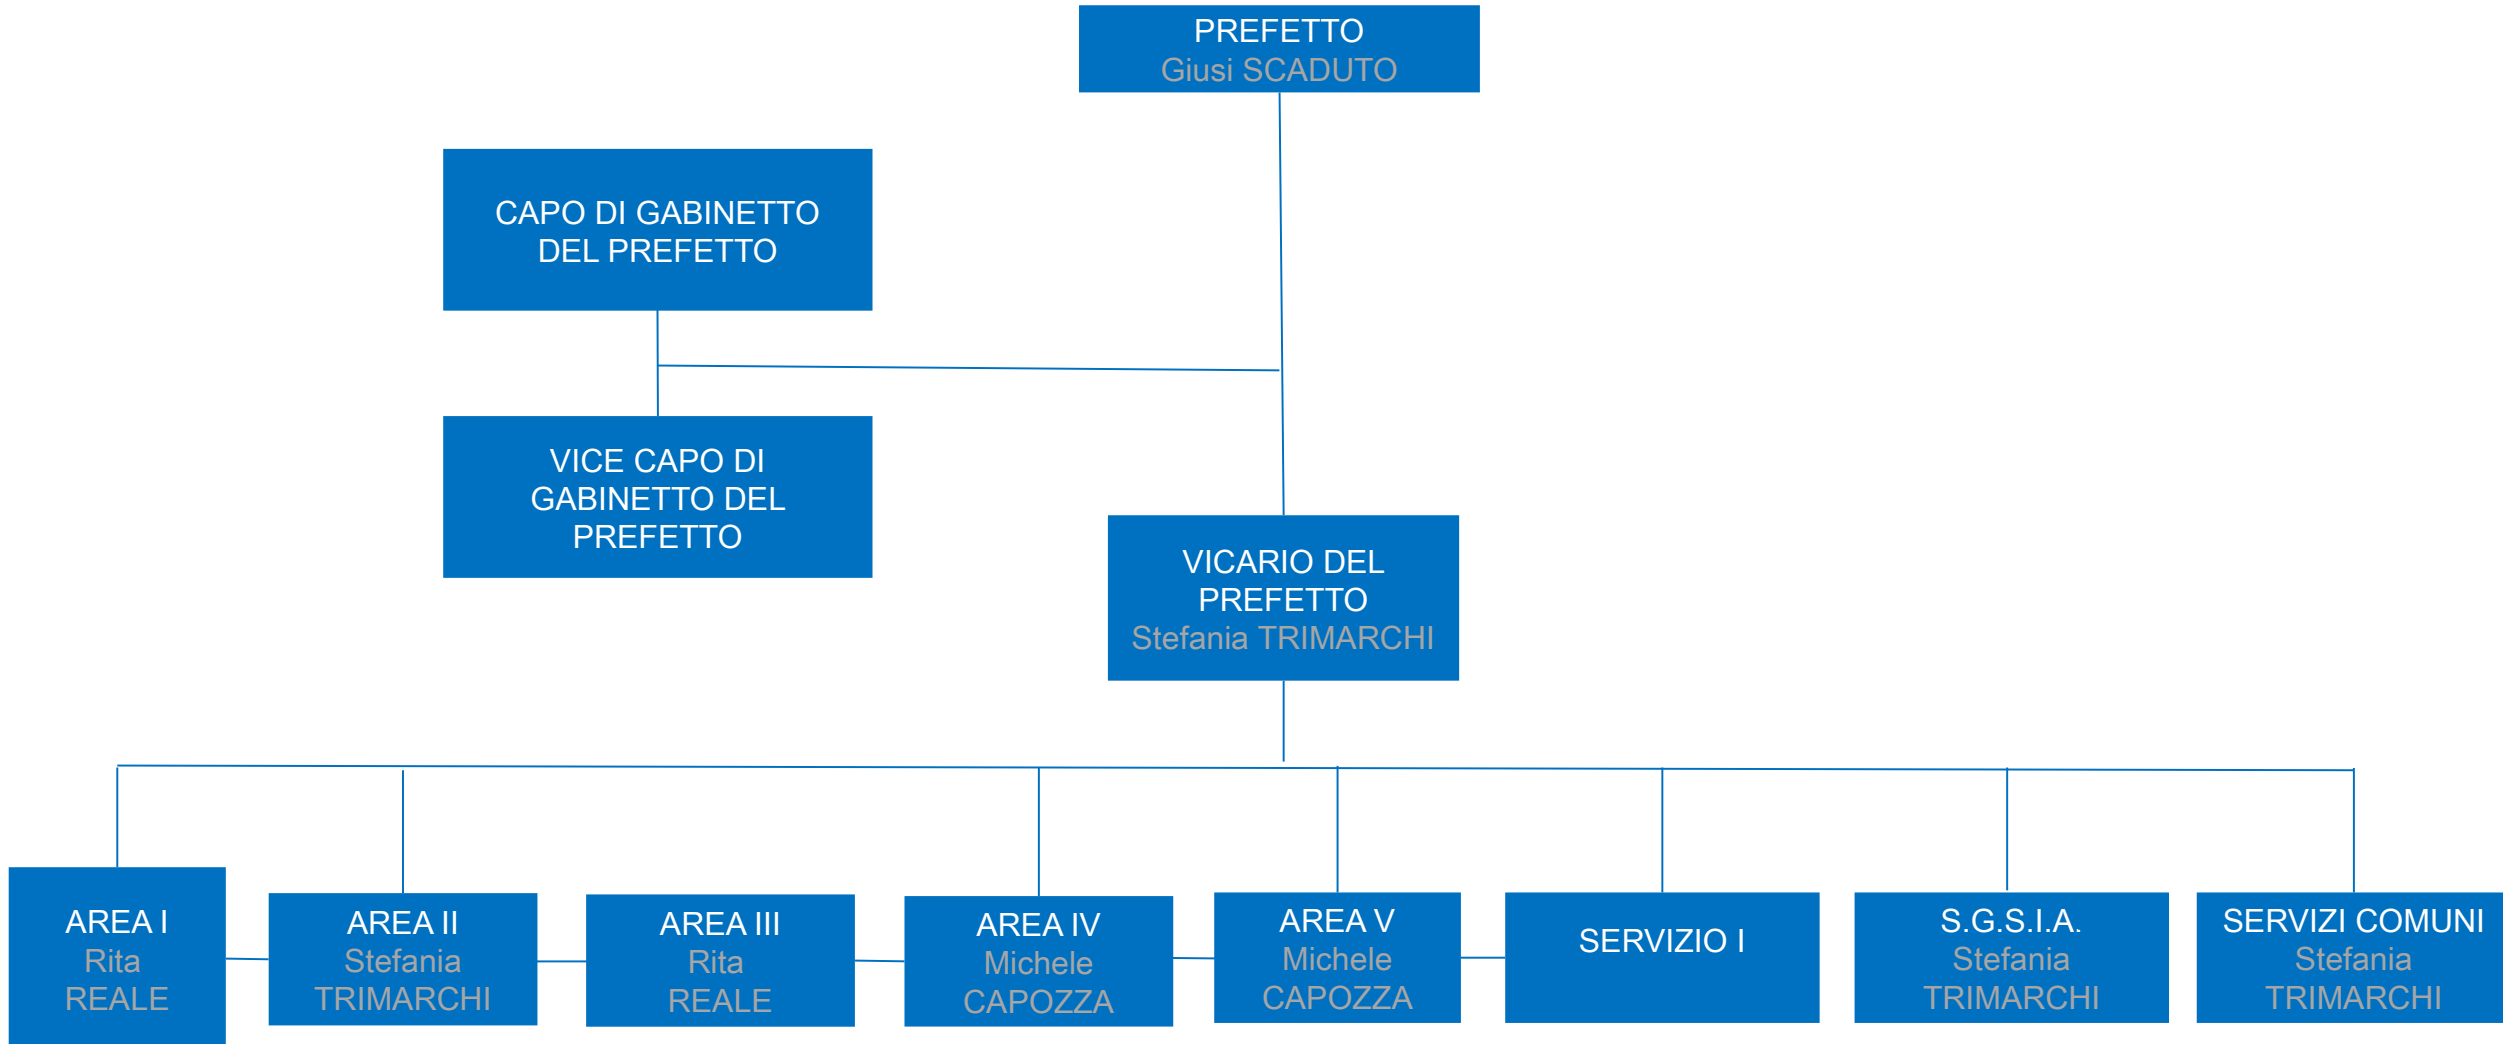 PREFETTO
Giusi SCADUTO
CAPO DI GABINETTO
DEL PREFETTO
VICE CAPO DI
GABINETTO DEL
PREFETTO
VICARIO DEL
PREFETTO
Stefania TRIMARCHI
AREA I
Rita
REALE
AREA II
Stefania
TRIMARCHI
AREA III
Rita
REALE
AREA IV
Michele
CAPOZZA
AREA V
Michele
CAPOZZA
SERVIZIO I
S.G.S.I.A.
Stefania
TRIMARCHI
SERVIZI COMUNI
Stefania
TRIMARCHI